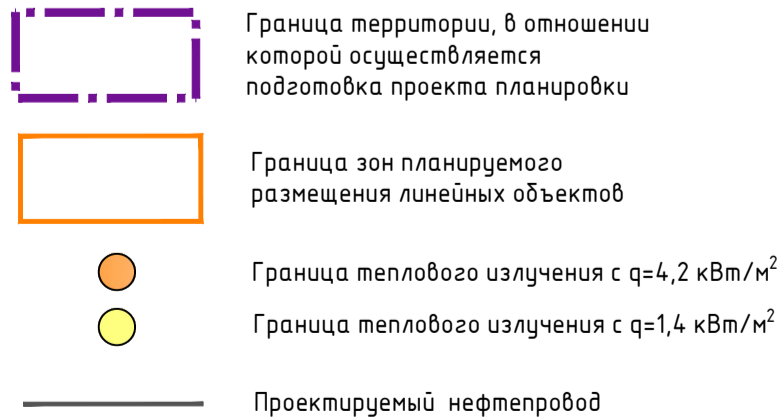 Граница территории, в отношении
которой осуществляется
подготовка проекта планировки
Граница зон планируемого
размещения линейных объектов
Граница теплового излучения с q=4,2 кВт/м²
Граница теплового излучения с q=1,4 кВт/м²
Проектируемый нефтепровод